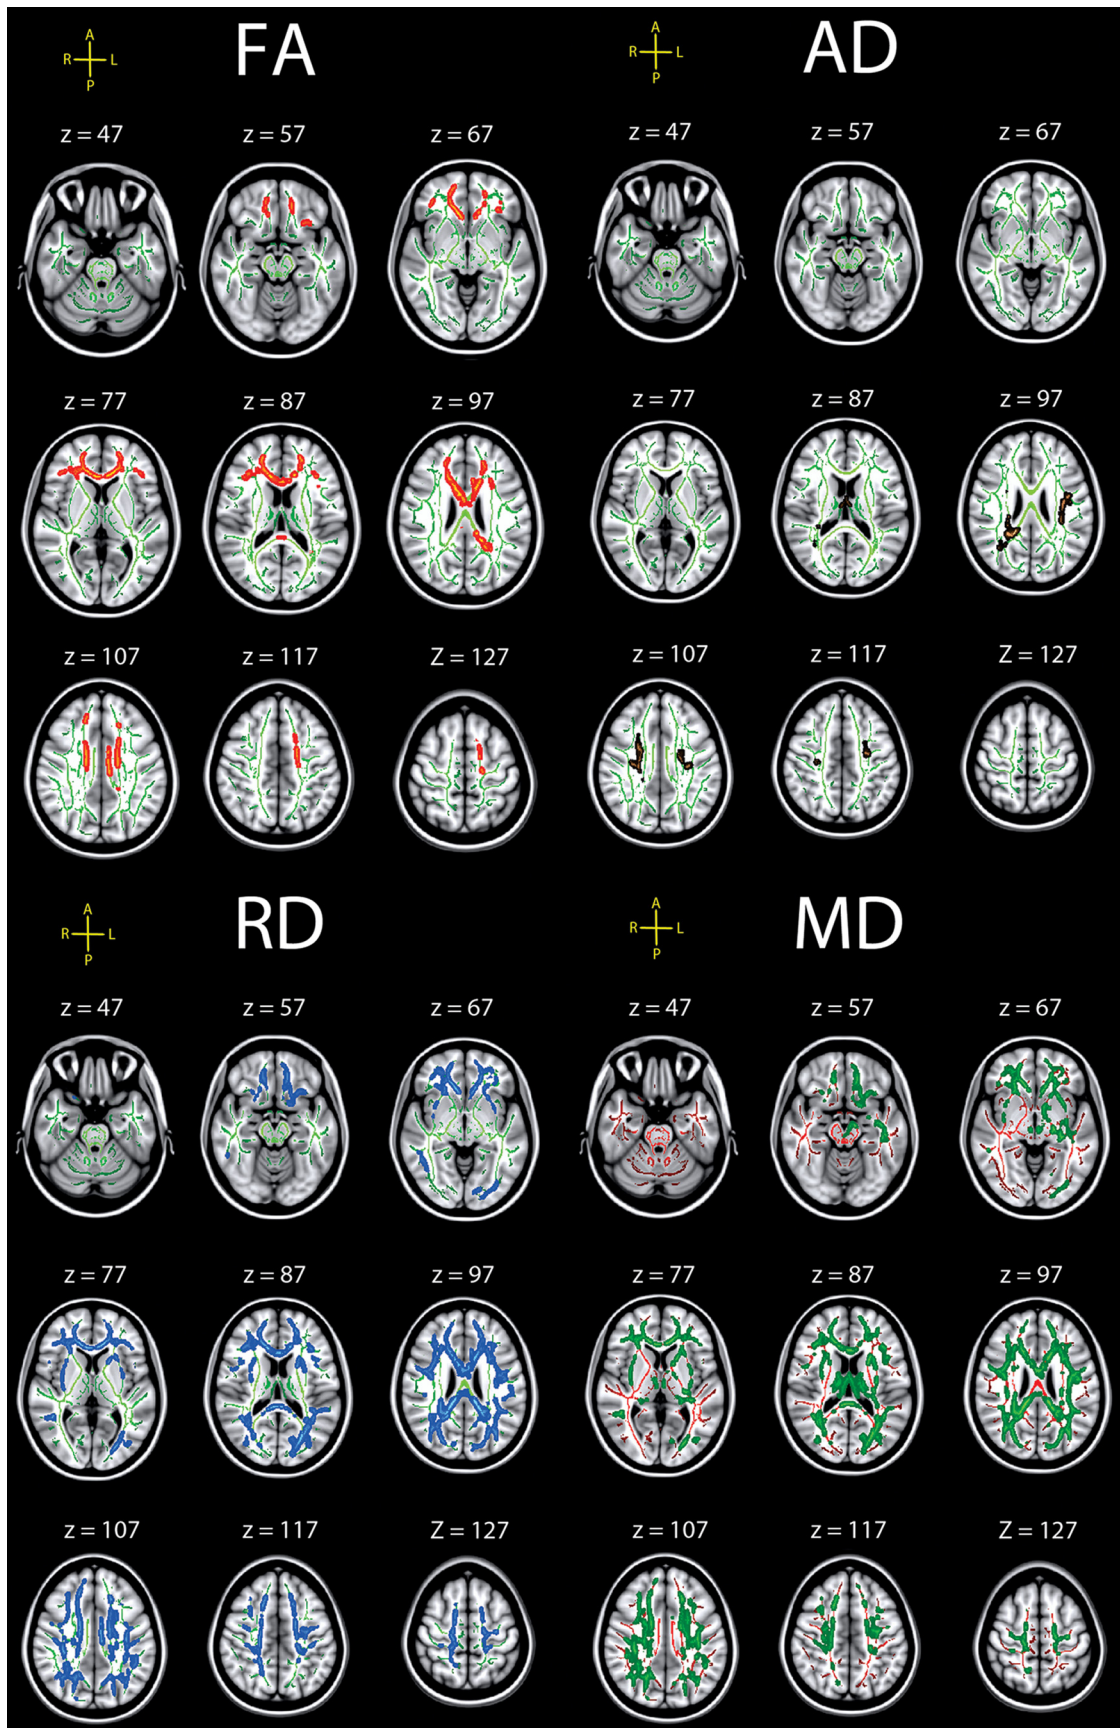 FA
A
R L
P
z = 47 z = 57 z = 67
z = 77 z = 87 z = 97
z = 107 z = 117 Z = 127
AD
A
R L
P
z = 47 z = 57 z = 67
z = 77 z = 87 z = 97
z = 107 z = 117 Z = 127
RD
A
R L
P
z = 47 z = 57 z = 67
z = 77 z = 87 z = 97
z = 107 z = 117 Z = 127
MD
A
R L
P
z = 47 z = 57 z = 67
z = 77 z = 87 z = 97
z = 107 z = 117 Z = 127